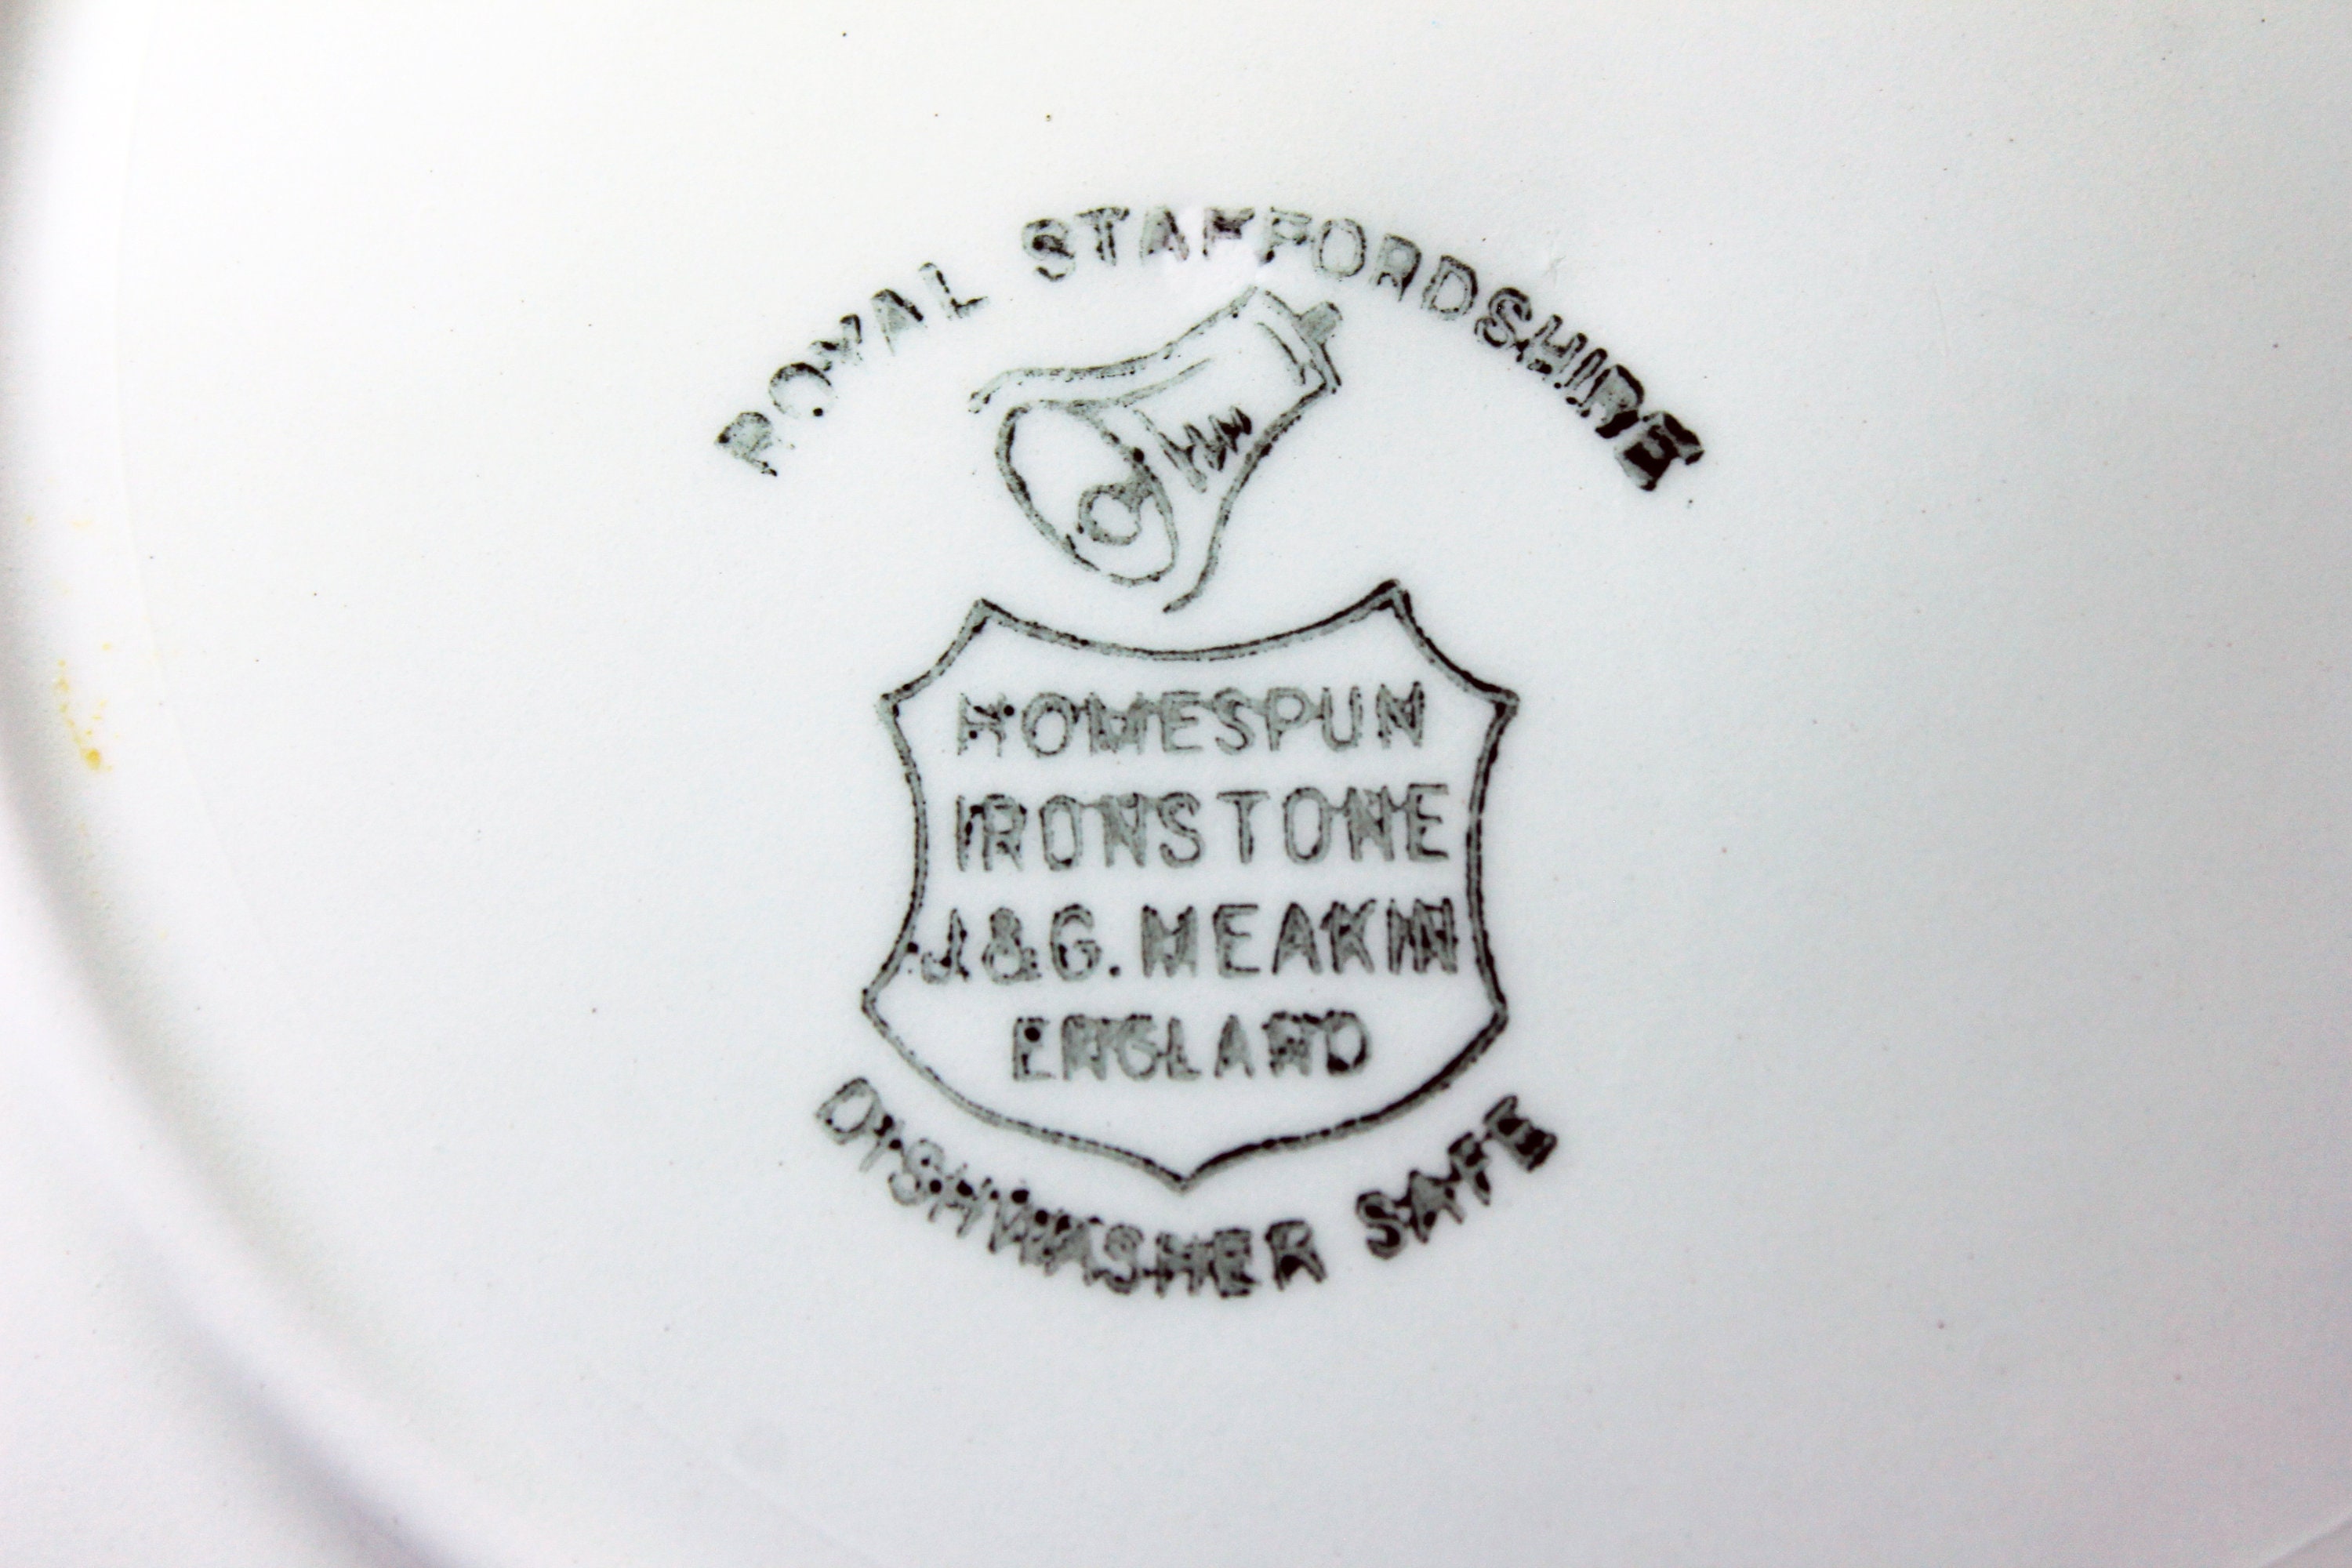 ROYAL STAFFORDSHIRE
HOMESPUN
IRONSTONE
J&G. MEAKIN
ENGLAND
DISHWASHER SAFE